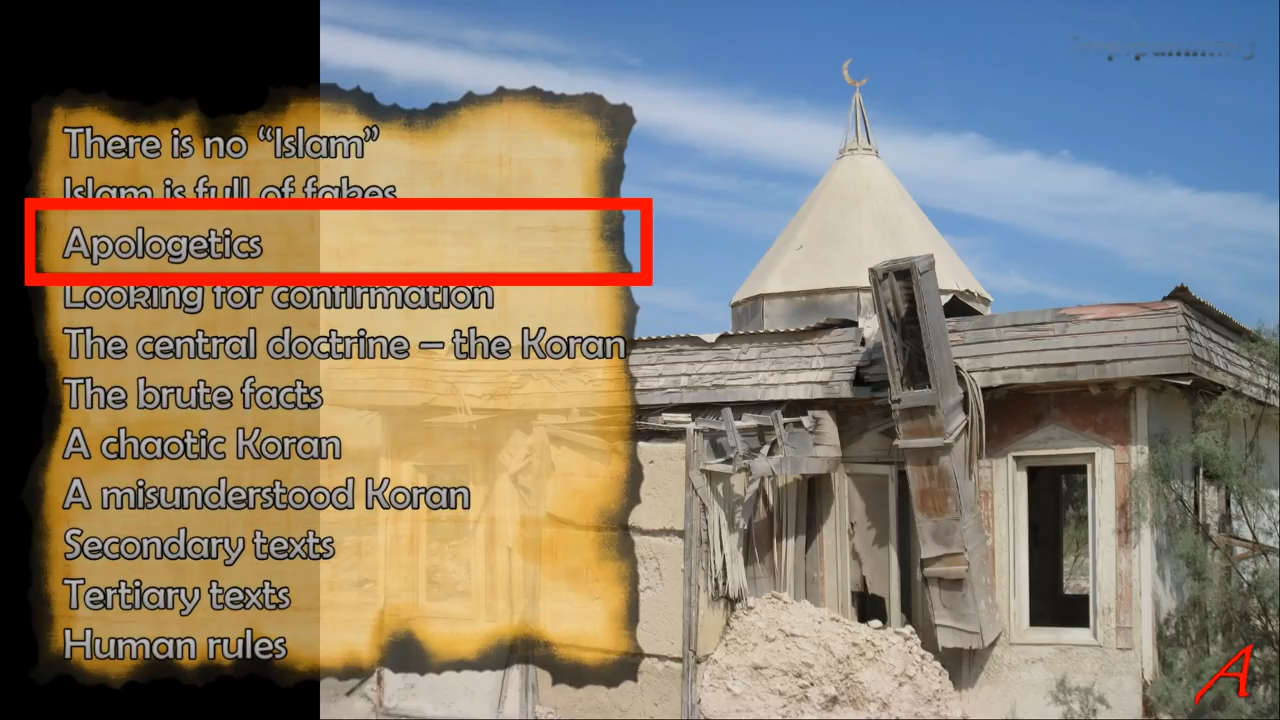 There is no “Islam”
Islam is full of fakes
Apologetics
Looking for confirmation
The central doctrine – the Koran
The brute facts
A chaotic Koran
A misunderstood Koran
Secondary texts
Tertiary texts
Human rules
A